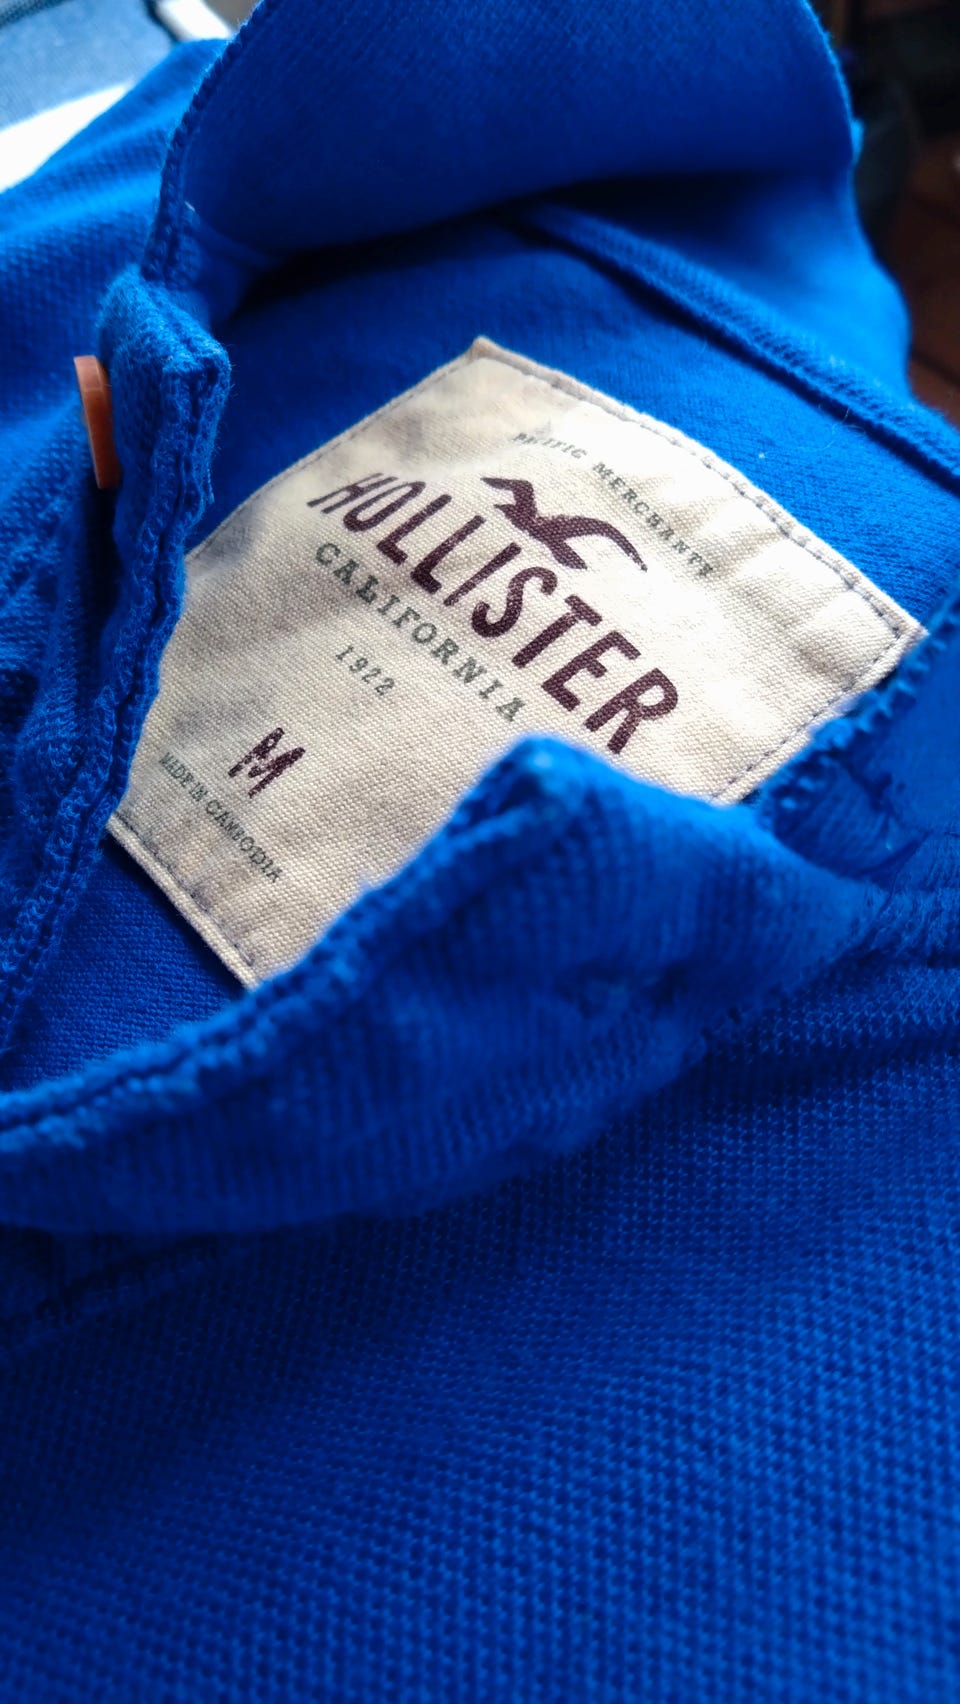 PACIFIC MERCHANTS
HOLLISTER
CALIFORNIA
1922
M
MADE IN CAMBODIA